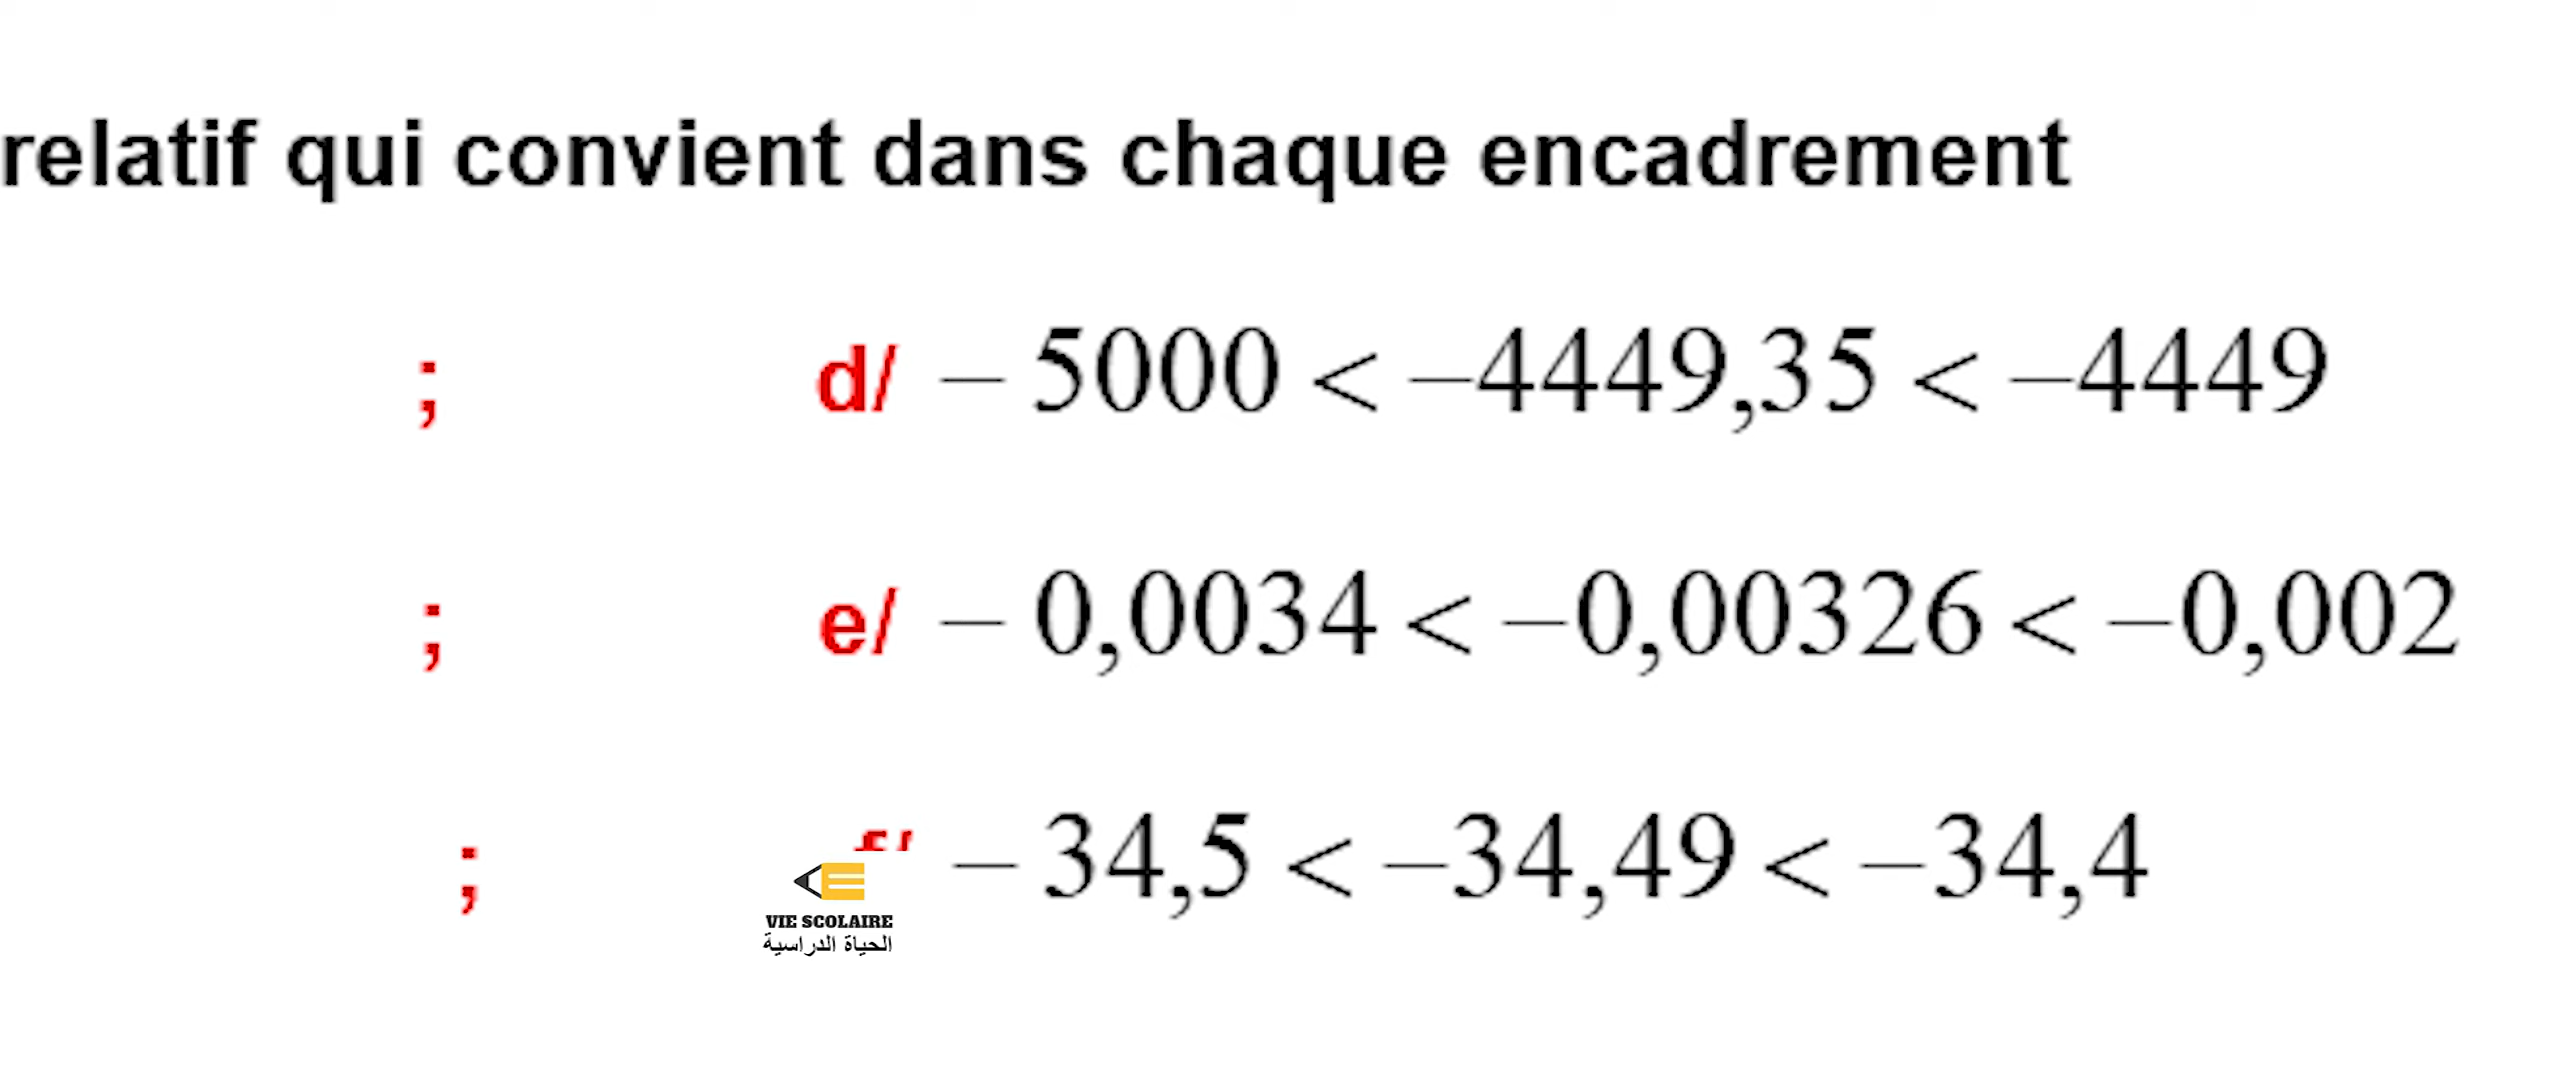 relatif qui convient dans chaque encadrement
; d/ – 5000 < –4449,35 < –4449
; e/ – 0,0034 < –0,00326 < –0,002
; – 34,5 < –34,49 < –34,4
VIE SCOLAIRE
الحياة الدراسية